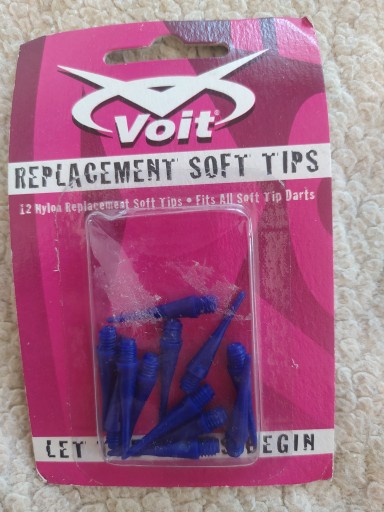 Voit
REPLACEMENT SOFT TIPS
12 Nylon Replacement Soft Tips • Fits All Soft Tip Darts
LET BEGIN